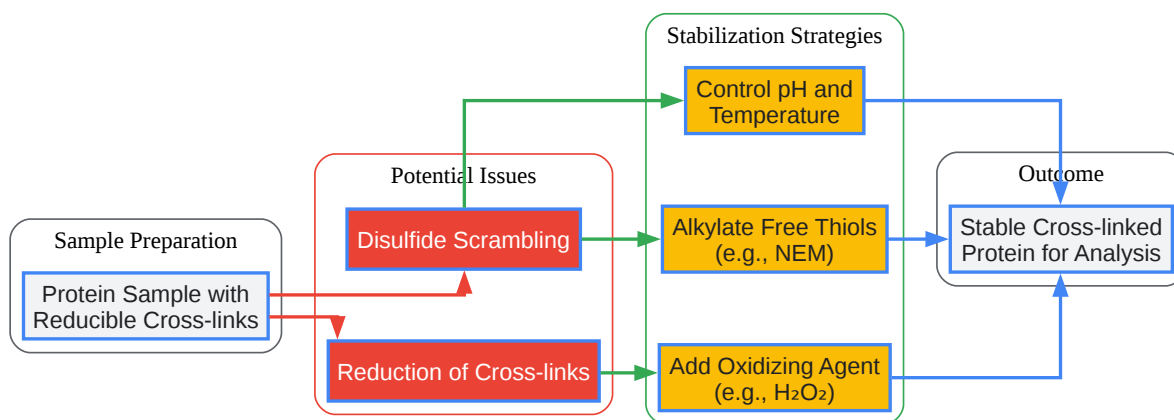 Sample Preparation
Protein Sample with
Reducible Cross-links
Potential Issues
Disulfide Scrambling
Reduction of Cross-links
Stabilization Strategies
Control pH and
Temperature
Alkylate Free Thiols
(e.g., NEM)
Add Oxidizing Agent
(e.g., H₂O₂)
Outcome
Stable Cross-linked
Protein for Analysis